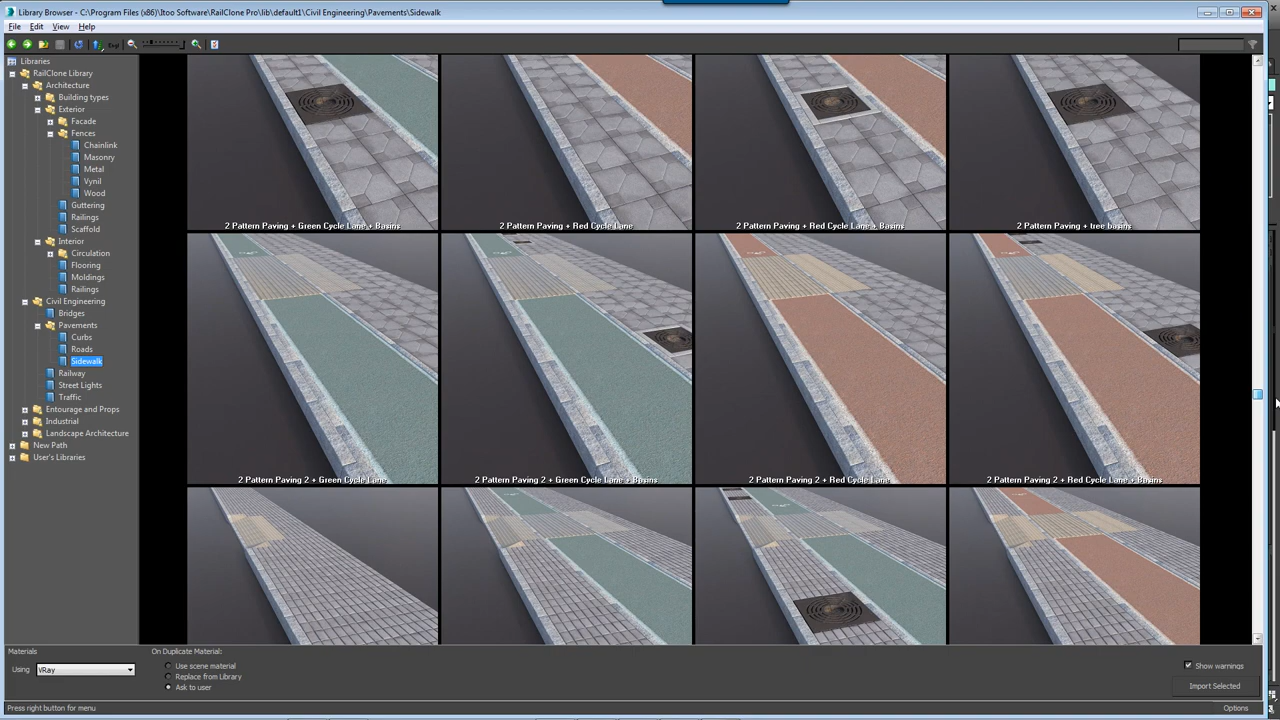 Library Browser - C:\Program Files (x86)\Itoo Software\RailClone Pro\lib\default1\Civil Engineering\Pavements\Sidewalk
File Edit View Help
Libraries
RailClone Library
Architecture
Building types
Exterior
Facade
Fences
Chainlink
Masonry
Metal
Vynil
Wood
Guttering
Railings
Scaffold
Interior
Circulation
Flooring
Moldings
Railings
Civil Engineering
Bridges
Pavements
Curbs
Roads
Sidewalk
Railway
Street Lights
Traffic
Entourage and Props
Industrial
Landscape Architecture
New Path
User's Libraries
2 Pattern Paving + Green Cycle Lane + Basins
2 Pattern Paving + Red Cycle Lane
2 Pattern Paving + Red Cycle Lane + Basins
2 Pattern Paving + tree basins
2 Pattern Paving 2 + Green Cycle Lane
2 Pattern Paving 2 + Green Cycle Lane + Basins
2 Pattern Paving 2 + Red Cycle Lane
2 Pattern Paving 2 + Red Cycle Lane + Basins
Materials
Using VRay
On Duplicate Material:
Use scene material
Replace from Library
Ask to user
Show warnings
Import Selected
Press right button for menu
Options